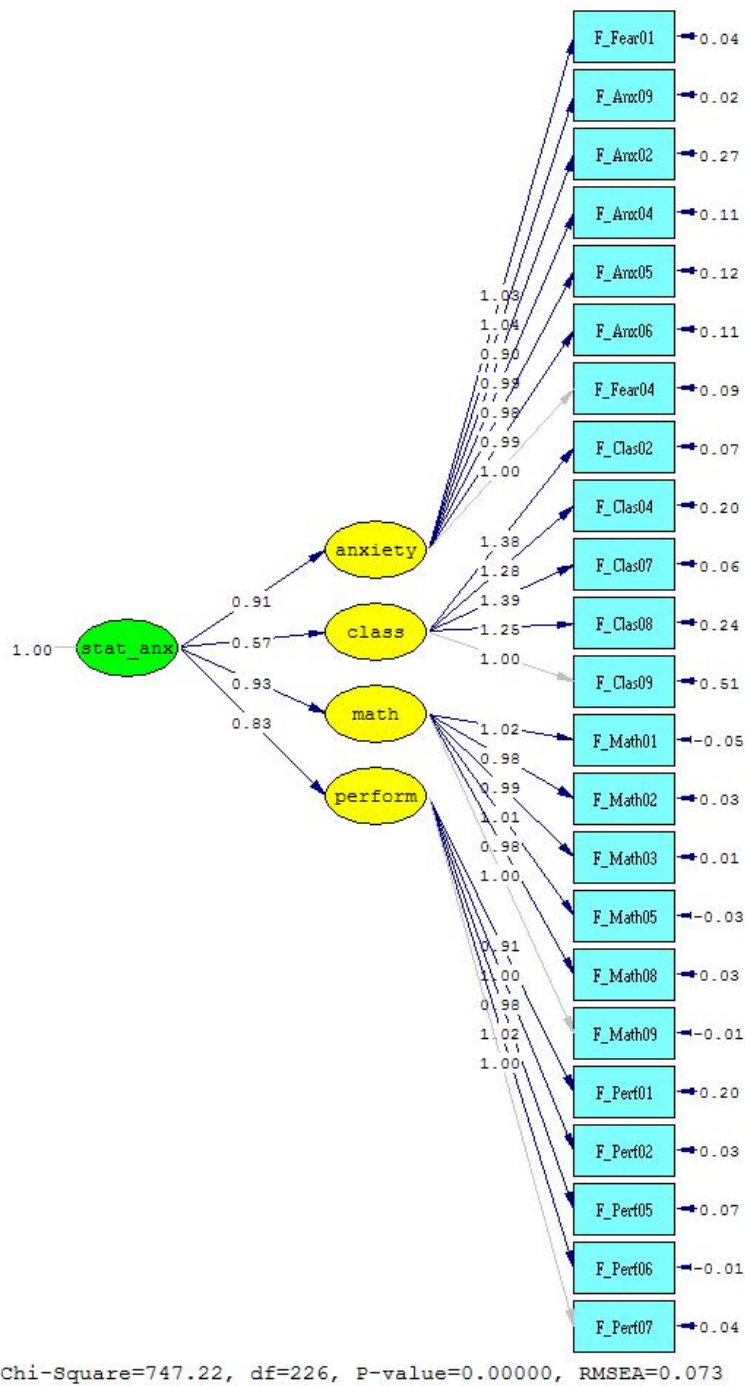 F_Fear01 0.04
F_Anx09 0.02
F_Anx02 0.27
F_Anx04 0.11
F_Anx05 0.12
1.03
F_Anx06 0.11
1.04
0.90
0.99
F_Fear04 0.09
0.98
0.99
F_Clas02 0.07
1.00
F_Clas04 0.20
1.38
anxiety
F_Clas07 0.06
1.28
1.39
0.91
F_Clas08 0.24
1.25
class
0.57
1.00
1.00 stat_anx
F_Clas09 0.51
0.93
math
1.02
F_Math01 -0.05
0.83
0.98
perform
F_Math02 0.03
0.99
1.01
0.98
F_Math03 0.01
1.00
F_Math05 -0.03
0.91
F_Math08 0.03
1.00
0.98
F_Math09 -0.01
1.02
1.00
F_Perf01 0.20
F_Perf02 0.03
F_Perf05 0.07
F_Perf06 -0.01
F_Perf07 0.04
Chi-Square=747.22, df=226, P-value=0.00000, RMSEA=0.073